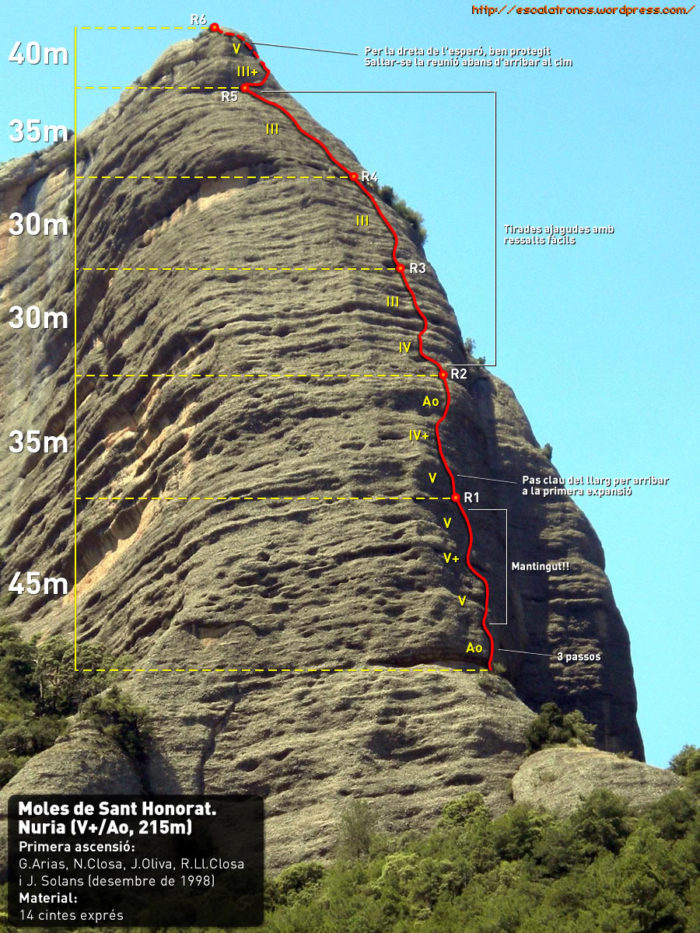 http://escalatroncs.wordpress.com/
R6
40m
V
Per la dreta de l'esperó, ben protegit
Saltar-se la reunió abans d'arribar al cim
III+
R5
35m
III
R4
30m
III
Tirades ajagudes amb
ressalts fàcils
R3
30m
III
IV
R2
Ao
35m
IV+
V
Pas clau del llarg per arribar
a la primera expansió
R1
V
45m
V+
Mantingut!!
V
Ao
3 passos
Moles de Sant Honorat.
Nuria (V+/Ao, 215m)
Primera ascensió:
G.Arias, N.Closa, J.Oliva, R.Ll.Closa
i J. Solans (desembre de 1998)
Material:
14 cintes exprés